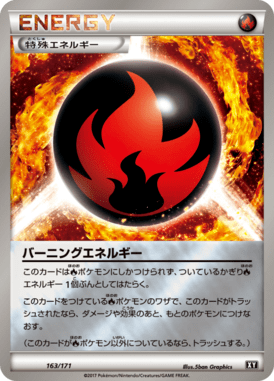 ENERGY
とくしゅ
特殊エネルギー
バーニングエネルギー
このカードは🔥ポケモンにしかつけられず、ついているかぎり🔥
エネルギー1個ぶんとしてはたらく。
このカードをつけている🔥ポケモンのワザで、このカードがトラッシュ
されたなら、ダメージや効果のあと、もとのポケモンにつけなおす。
(このカードが🔥ポケモン以外についているなら、トラッシュする。)
163/171
Illus.5ban Graphics
XY
©2017 Pokémon/Nintendo/Creatures/GAME FREAK.